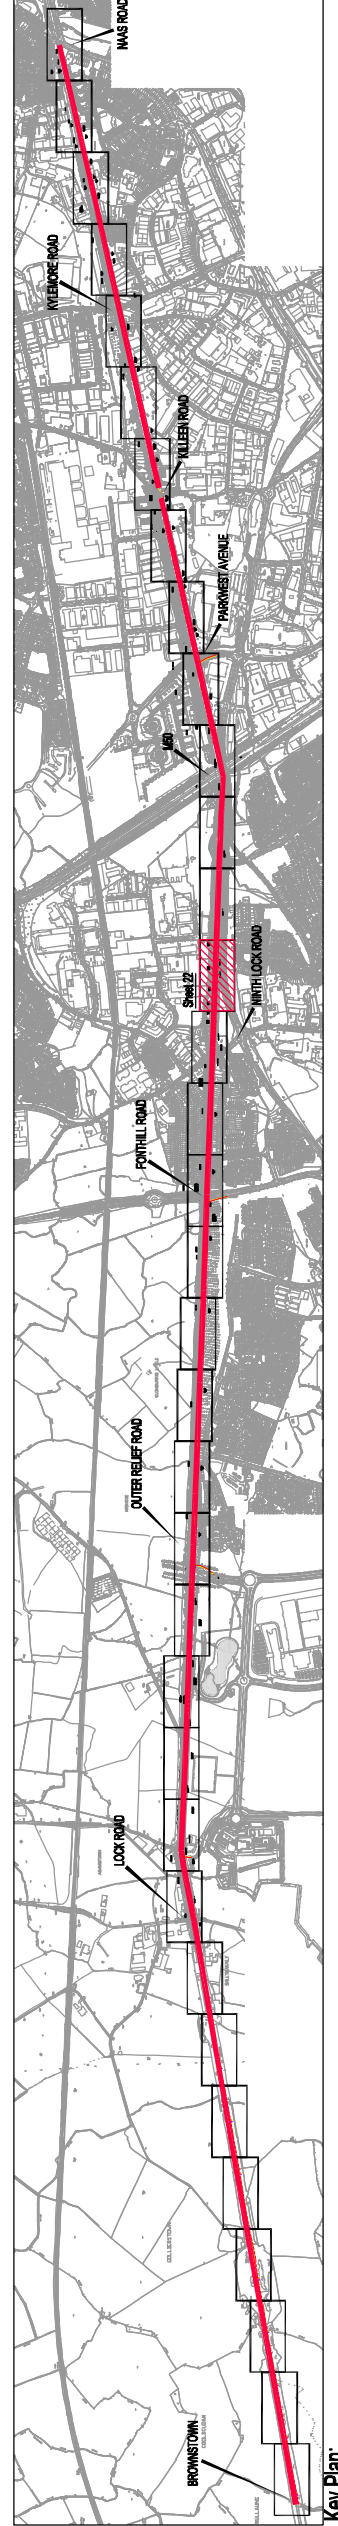 NAAS ROAD
KYLEMORE ROAD
KILLEEN ROAD
PARKWEST AVENUE
M50
Sheet 22
NINTH LOCK ROAD
FONTHILL ROAD
OUTER RELIEF ROAD
LOCK ROAD
BROWNSTOWN
Key Plan: